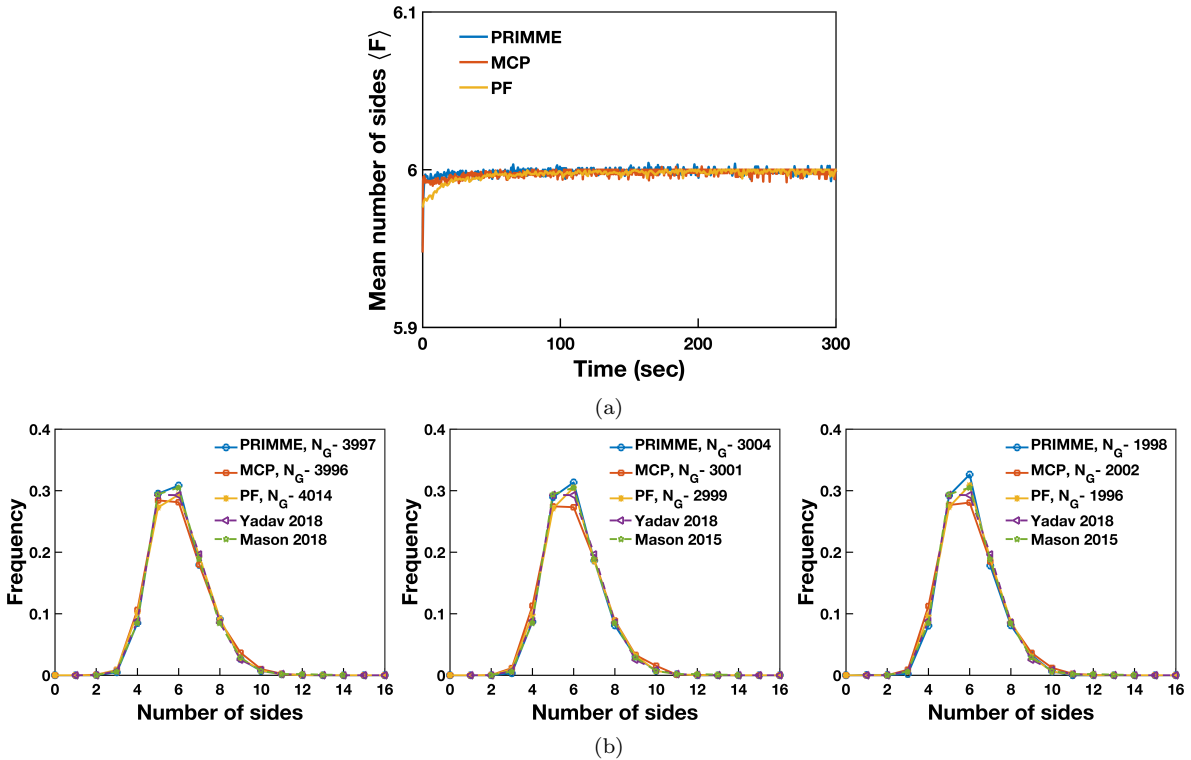 6.1
PRIMME
MCP
PF
6
5.9
Mean number of sides ⟨F⟩
0 100 200 300
Time (sec)
(a)
0.4
0.3
0.2
0.1
0
Frequency
PRIMME, N_G- 3997
MCP, N_G- 3996
PF, N_G- 4014
Yadav 2018
Mason 2018
0 2 4 6 8 10 12 14 16
Number of sides
0.4
0.3
0.2
0.1
0
Frequency
PRIMME, N_G- 3004
MCP, N_G- 3001
PF, N_G- 2999
Yadav 2018
Mason 2015
0 2 4 6 8 10 12 14 16
Number of sides
0.4
0.3
0.2
0.1
0
Frequency
PRIMME, N_G- 1998
MCP, N_G- 2002
PF, N_G- 1996
Yadav 2018
Mason 2015
0 2 4 6 8 10 12 14 16
Number of sides
(b)